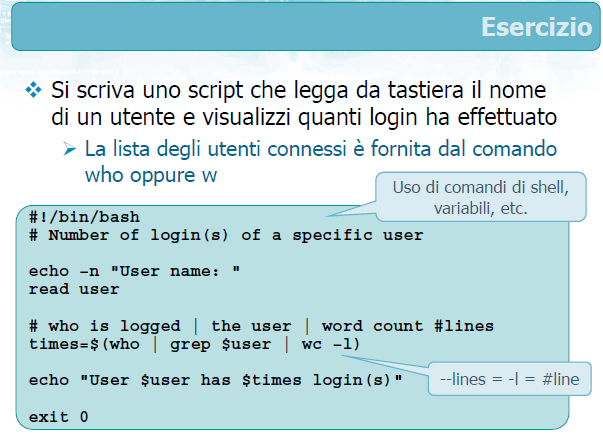 Esercizio
Si scriva uno script che legga da tastiera il nome
di un utente e visualizzi quanti login ha effettuato
La lista degli utenti connessi è fornita dal comando
who oppure w
Uso di comandi di shell,
variabili, etc.
#!/bin/bash
# Number of login(s) of a specific user
echo -n "User name: "
read user
# who is logged | the user | word count #lines
times=$(who | grep $user | wc -l)
--lines = -l = #line
echo "User $user has $times login(s)"
exit 0